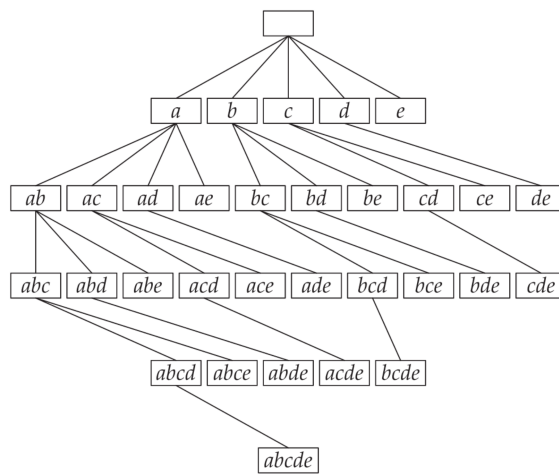 a b c d e
ab ac ad ae bc bd be cd ce de
abc abd abe acd ace ade bcd bce bde cde
abcd abce abde acde bcde
abcde